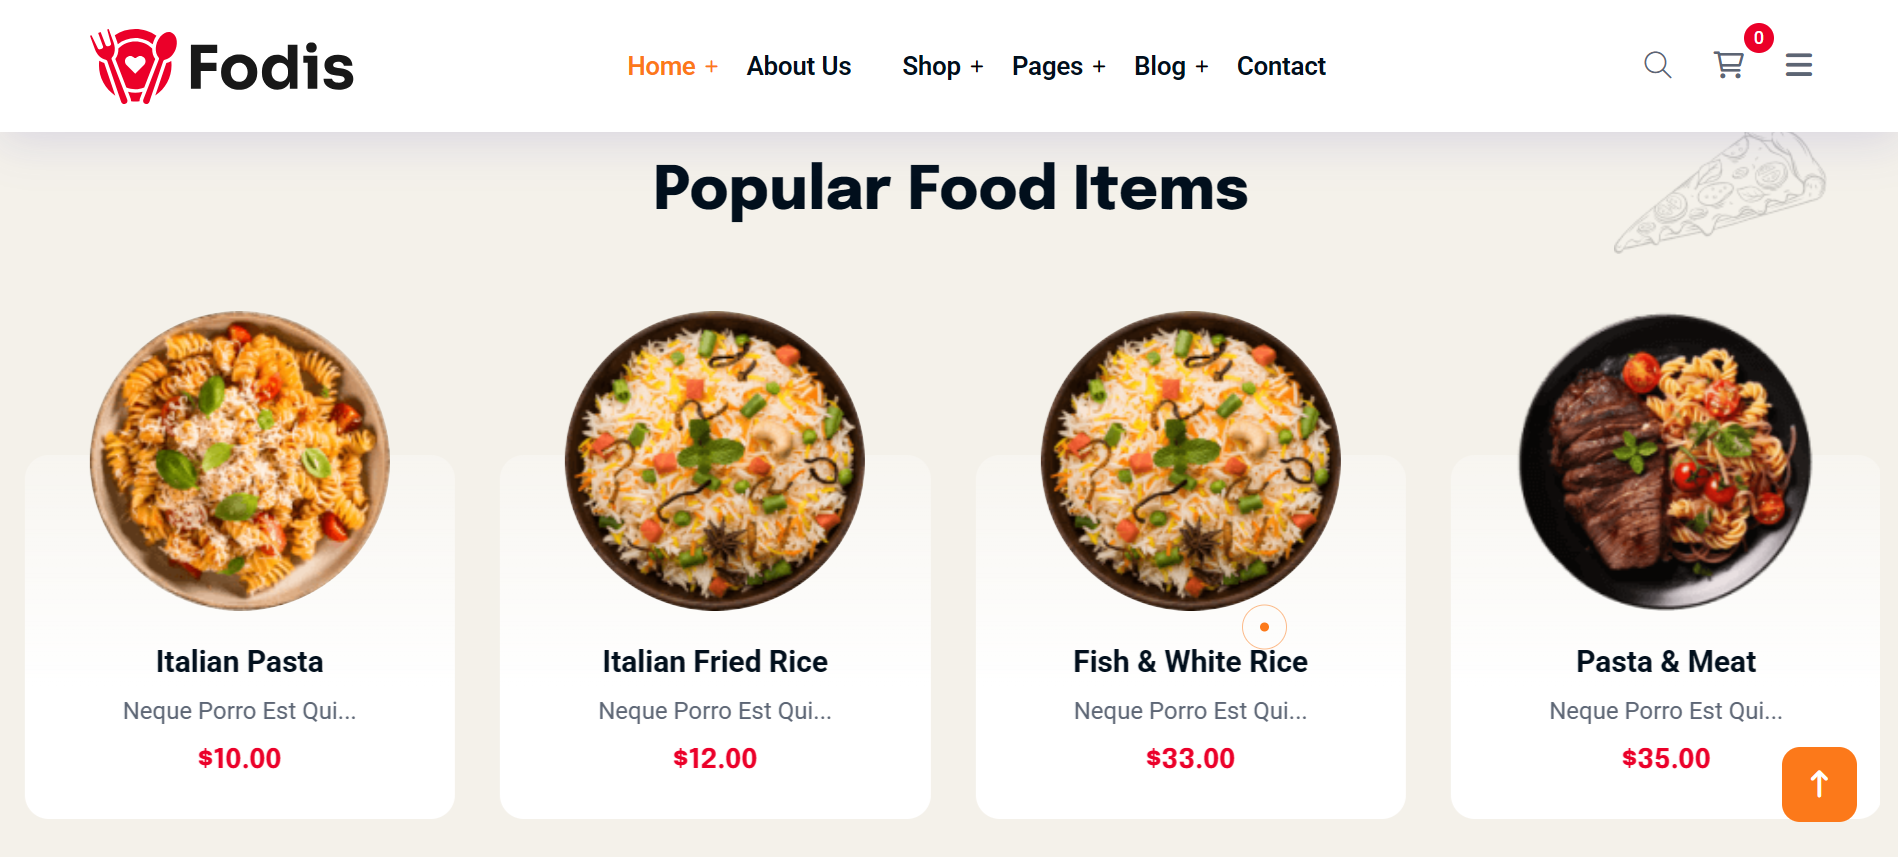 Fodis
Home + About Us Shop + Pages + Blog + Contact
0
Popular Food Items
Italian Pasta
Neque Porro Est Qui...
$10.00
Italian Fried Rice
Neque Porro Est Qui...
$12.00
Fish & White Rice
Neque Porro Est Qui...
$33.00
Pasta & Meat
Neque Porro Est Qui...
$35.00